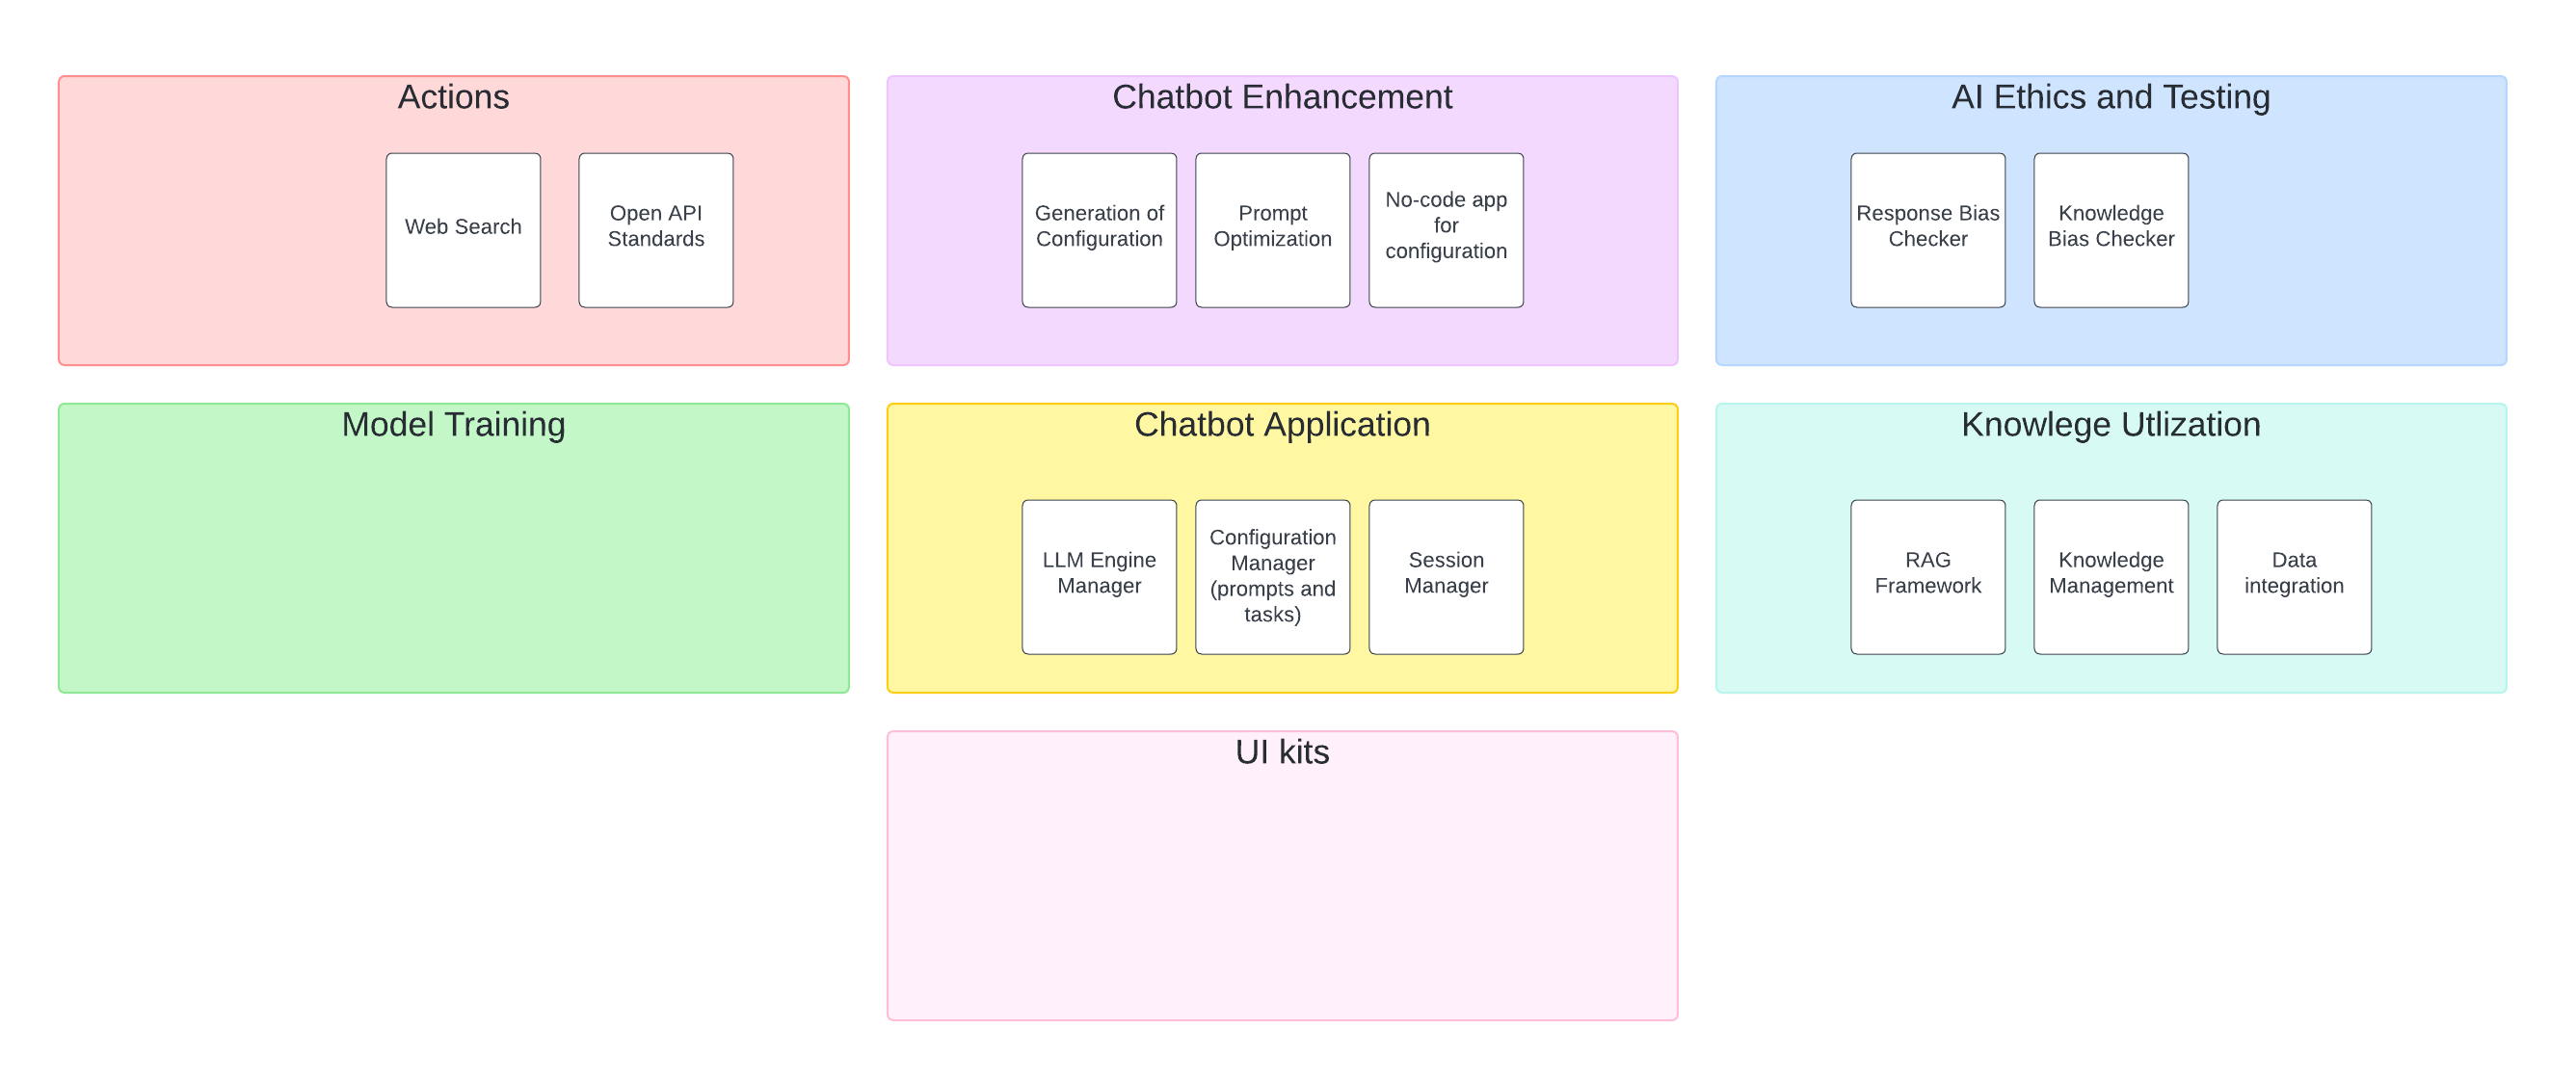 Actions
Web Search
Open API
Standards
Chatbot Enhancement
Generation of
Configuration
Prompt
Optimization
No-code app
for
configuration
AI Ethics and Testing
Response Bias
Checker
Knowledge
Bias Checker
Model Training
Chatbot Application
LLM Engine
Manager
Configuration
Manager
(prompts and
tasks)
Session
Manager
Knowlege Utlization
RAG
Framework
Knowledge
Management
Data
integration
UI kits